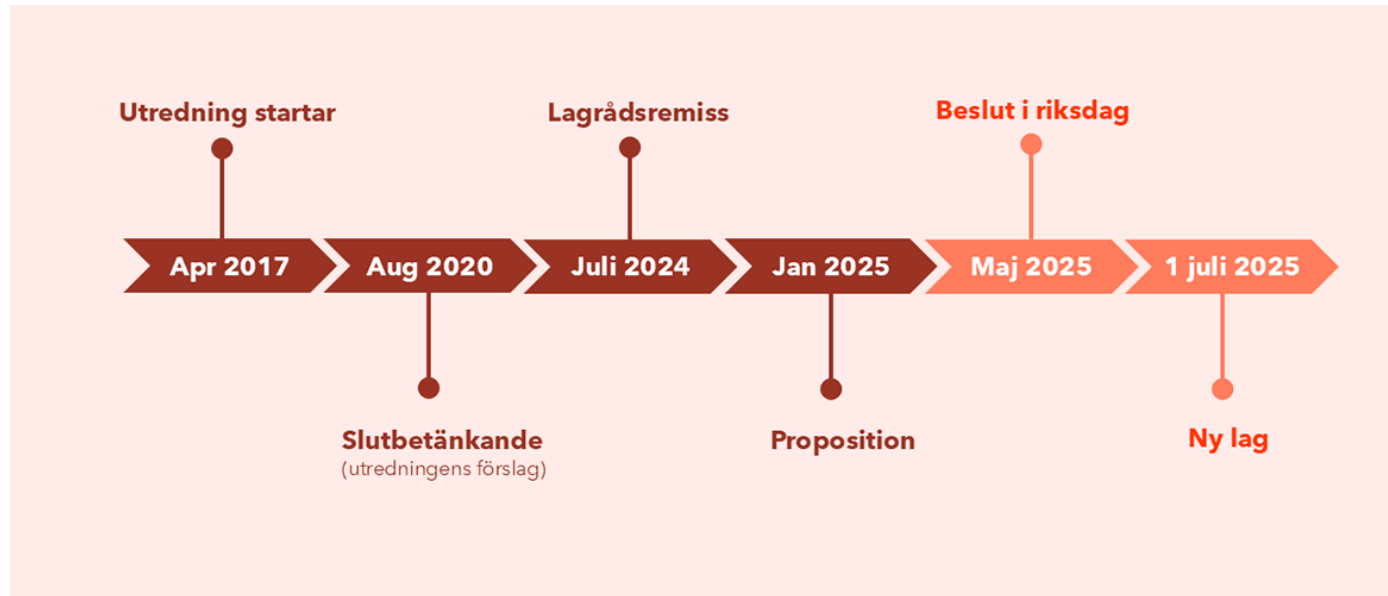 Utredning startar
Lagrådsremiss
Beslut i riksdag
Apr 2017
Aug 2020
Juli 2024
Jan 2025
Maj 2025
1 juli 2025
Slutbetänkande
(utredningens förslag)
Proposition
Ny lag